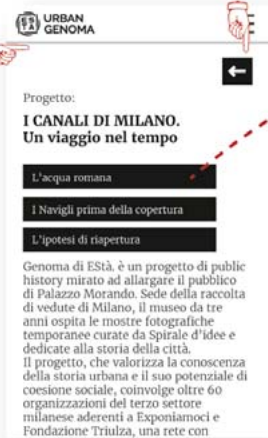 URBAN
GENOMA
Progetto:
I CANALI DI MILANO.
Un viaggio nel tempo
L'acqua romana
I Navigli prima della copertura
L'ipotesi di riapertura
Genoma di EStà, è un progetto di public
history mirato ad allargare il pubblico
di Palazzo Morando. Sede della raccolta
di vedute di Milano, il museo da tre
anni ospita le mostre fotografiche
temporanee curate da Spirale d'idee e
dedicate alla storia della città.
Il progetto, che valorizza la conoscenza
della storia urbana e il suo potenziale di
coesione sociale, coinvolge oltre 60
organizzazioni del terzo settore
milanese aderenti a Exponiamoci e
Fondazione Triulza, una rete con